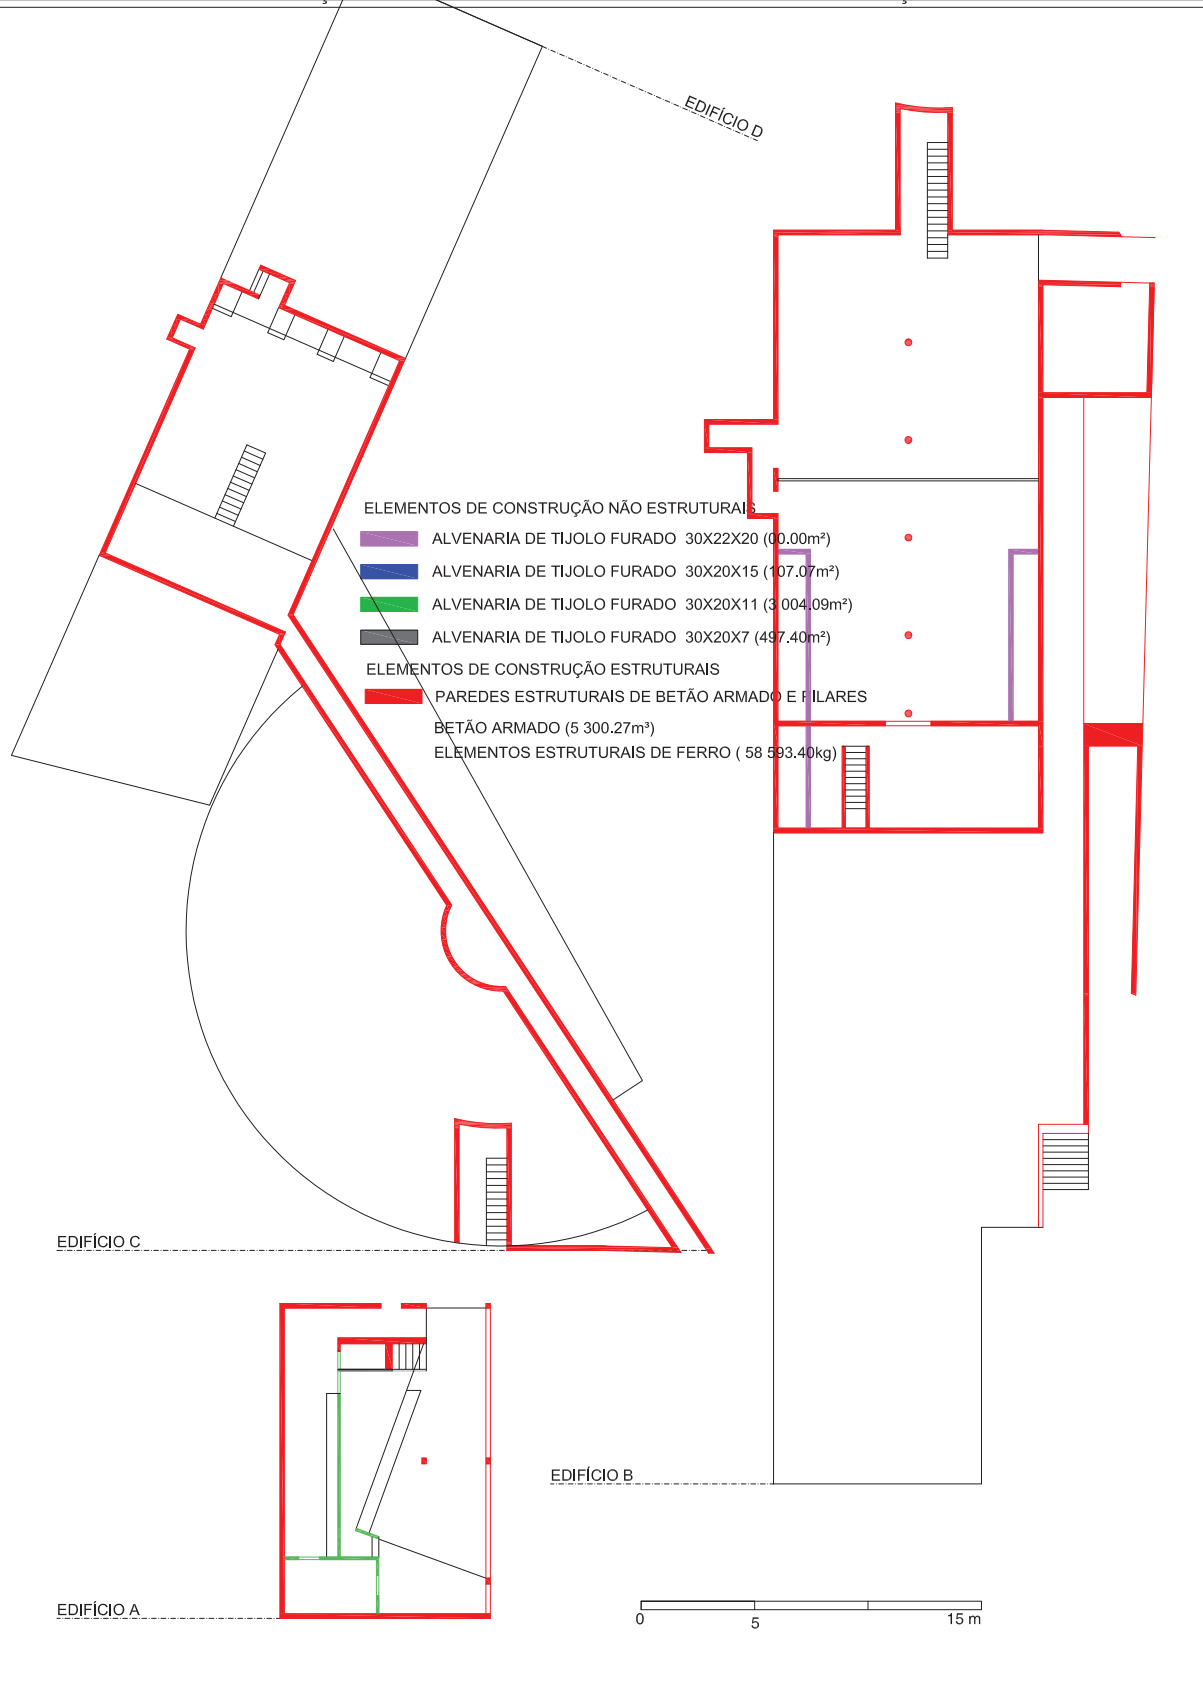 EDIFÍCIO D
ELEMENTOS DE CONSTRUÇÃO NÃO ESTRUTURAIS
ALVENARIA DE TIJOLO FURADO 30X22X20 (00.00m²)
ALVENARIA DE TIJOLO FURADO 30X20X15 (107.07m²)
ALVENARIA DE TIJOLO FURADO 30X20X11 (3 004.09m²)
ALVENARIA DE TIJOLO FURADO 30X20X7 (497.40m²)
ELEMENTOS DE CONSTRUÇÃO ESTRUTURAIS
PAREDES ESTRUTURAIS DE BETÃO ARMADO E PILARES
BETÃO ARMADO (5 300.27m³)
ELEMENTOS ESTRUTURAIS DE FERRO ( 58 593.40kg)
EDIFÍCIO C
EDIFÍCIO B
EDIFÍCIO A
0 5 15 m